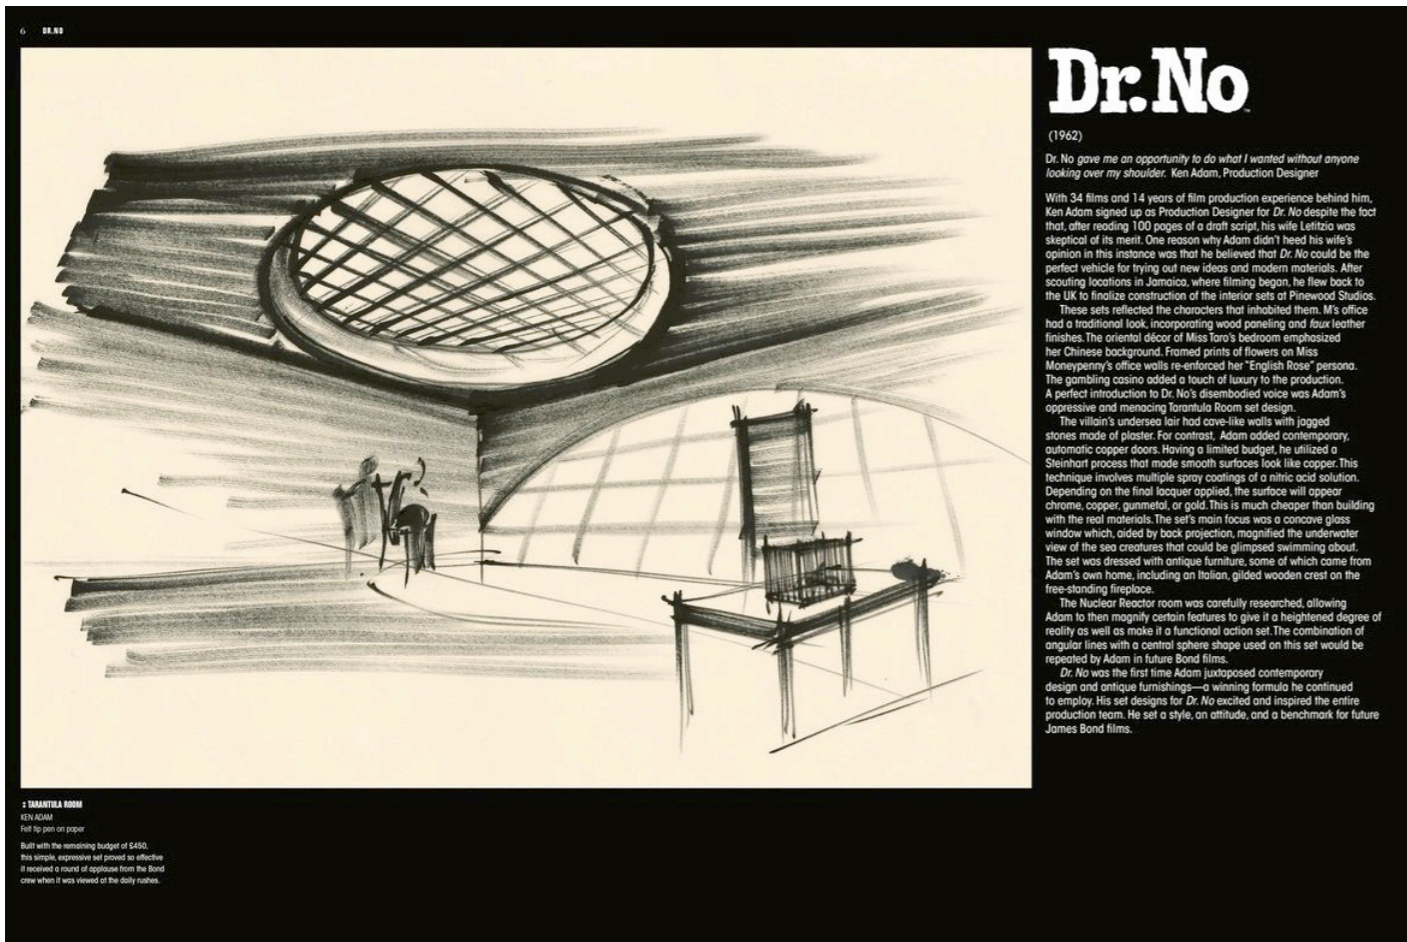 6 DR.NO
Dr.No
(1962)
Dr. No gave me an opportunity to do what I wanted without anyone
looking over my shoulder. Ken Adam, Production Designer
With 34 films and 14 years of film production experience behind him,
Ken Adam signed up as Production Designer for Dr. No despite the fact
that, after reading 100 pages of a draft script, his wife Letitzia was
skeptical of its merit. One reason why Adam didn't heed his wife's
opinion in this instance was that he believed that Dr. No could be the
perfect vehicle for trying out new ideas and modern materials. After
scouting locations in Jamaica, where filming began, he flew back to
the UK to finalize construction of the interior sets at Pinewood Studios.
These sets reflected the characters that inhabited them. M's office
had a traditional look, incorporating wood paneling and faux leather
finishes. The oriental décor of Miss Taro's bedroom emphasized
her Chinese background. Framed prints of flowers on Miss
Moneypenny's office walls re-enforced her "English Rose" persona.
The gambling casino added a touch of luxury to the production.
A perfect introduction to Dr. No's disembodied voice was Adam's
oppressive and menacing Tarantula Room set design.
The villain's undersea lair had cave-like walls with jagged
stones made of plaster. For contrast, Adam added contemporary,
automatic copper doors. Having a limited budget, he utilized a
Steinhart process that made smooth surfaces look like copper. This
technique involves multiple spray coatings of a nitric acid solution.
Depending on the final lacquer applied, the surface will appear
chrome, copper, gunmetal, or gold. This is much cheaper than building
with the real materials. The set's main focus was a concave glass
window which, aided by back projection, magnified the underwater
view of the sea creatures that could be glimpsed swimming about.
The set was dressed with antique furniture, some of which came from
Adam's own home, including an Italian, gilded wooden crest on the
free-standing fireplace.
The Nuclear Reactor room was carefully researched, allowing
Adam to then magnify certain features to give it a heightened degree of
reality as well as make it a functional action set. The combination of
angular lines with a central sphere shape used on this set would be
repeated by Adam in future Bond films.
Dr. No was the first time Adam juxtaposed contemporary
design and antique furnishings—a winning formula he continued
to employ. His set designs for Dr. No excited and inspired the entire
production team. He set a style, an attitude, and a benchmark for future
James Bond films.
: TARANTULA ROOM
KEN ADAM
Felt tip pen on paper
Built with the remaining budget of £450,
this simple, expressive set proved so effective
it received a round of applause from the Bond
crew when it was viewed at the daily rushes.